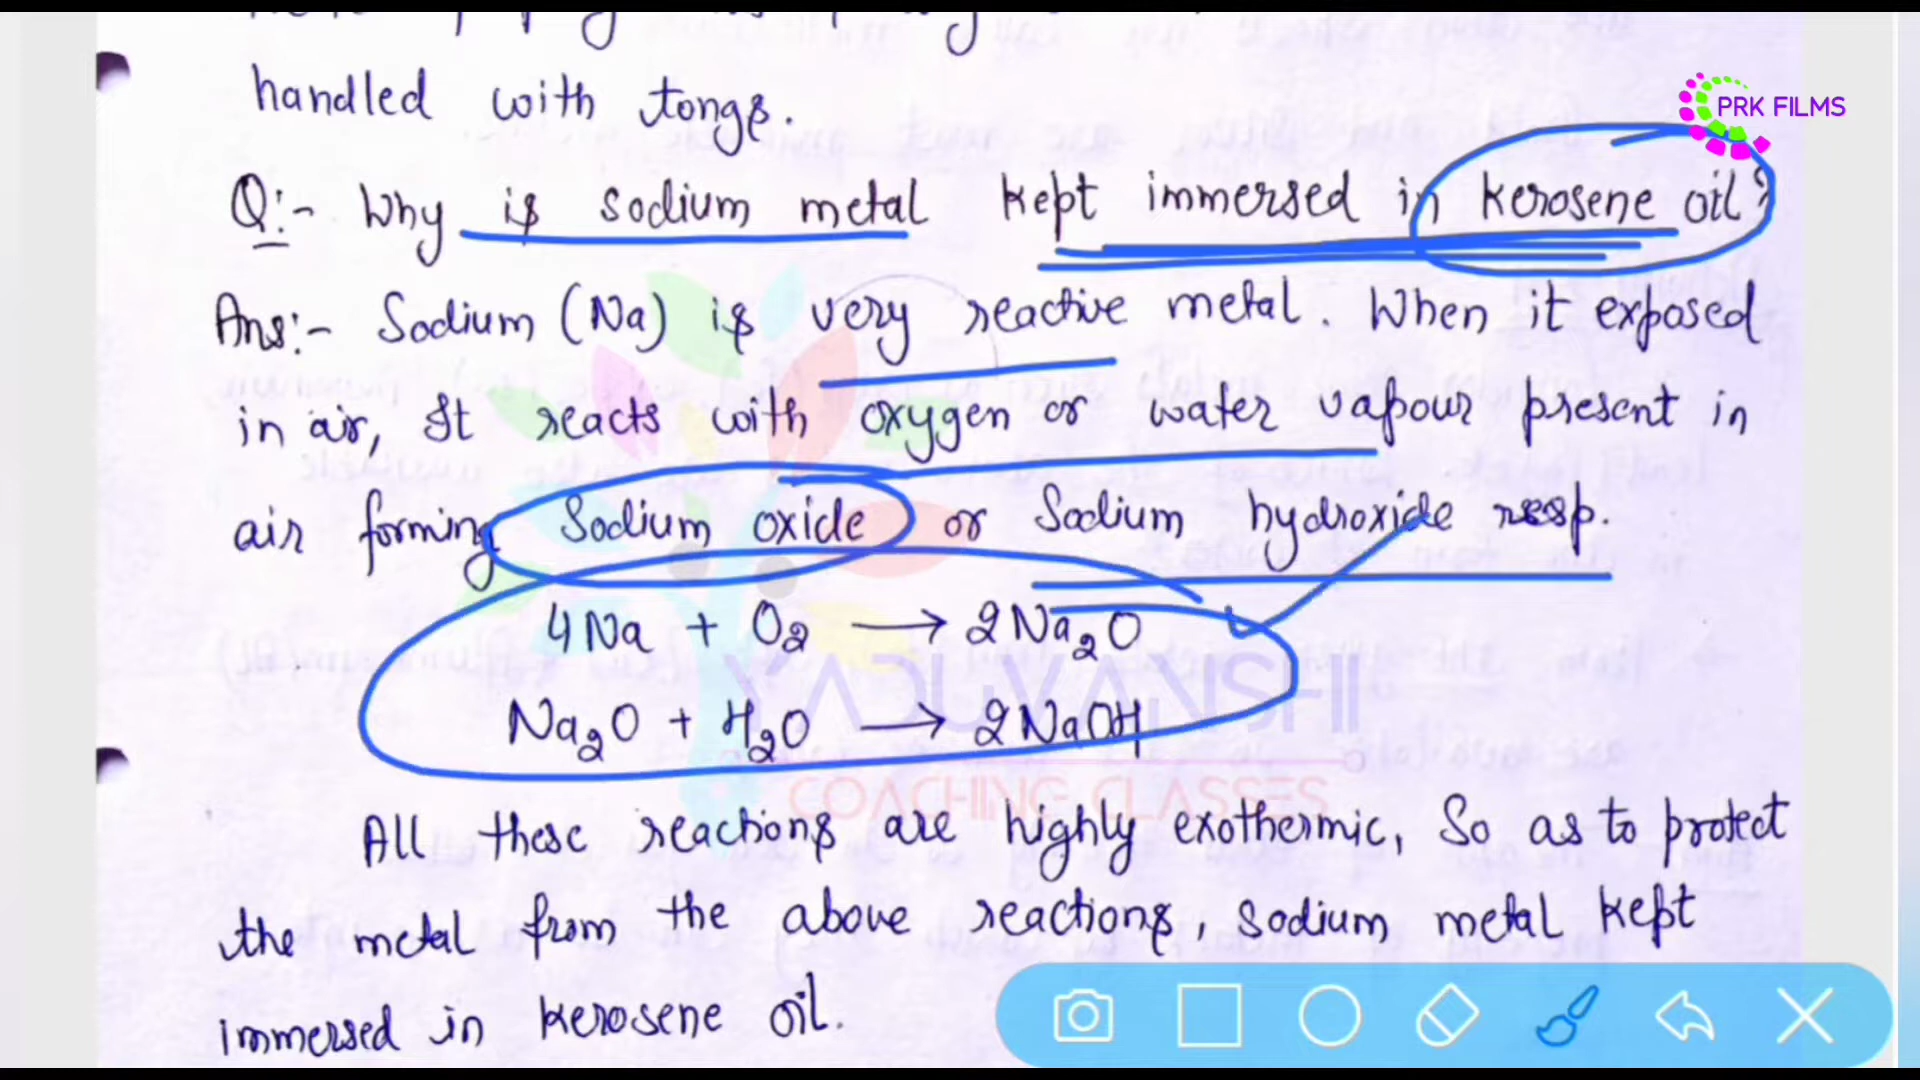 handled with tongs.
PRK FILMS
Q:- Why is Sodium metal kept immersed in kerosene oil?
Ans:- Sodium (Na) is very reactive metal. When it exposed
in air, It reacts with oxygen or water vapour present in
air forming Sodium oxide or Sodium hydroxide resp.
4Na + O₂ → 2Na₂O
Na₂O + H₂O → 2NaOH
YADUVANSHI
COACHING CLASSES
All these reactions are highly exothermic, So as to protect
the metal from the above reactions, Sodium metal kept
immersed in kerosene oil.